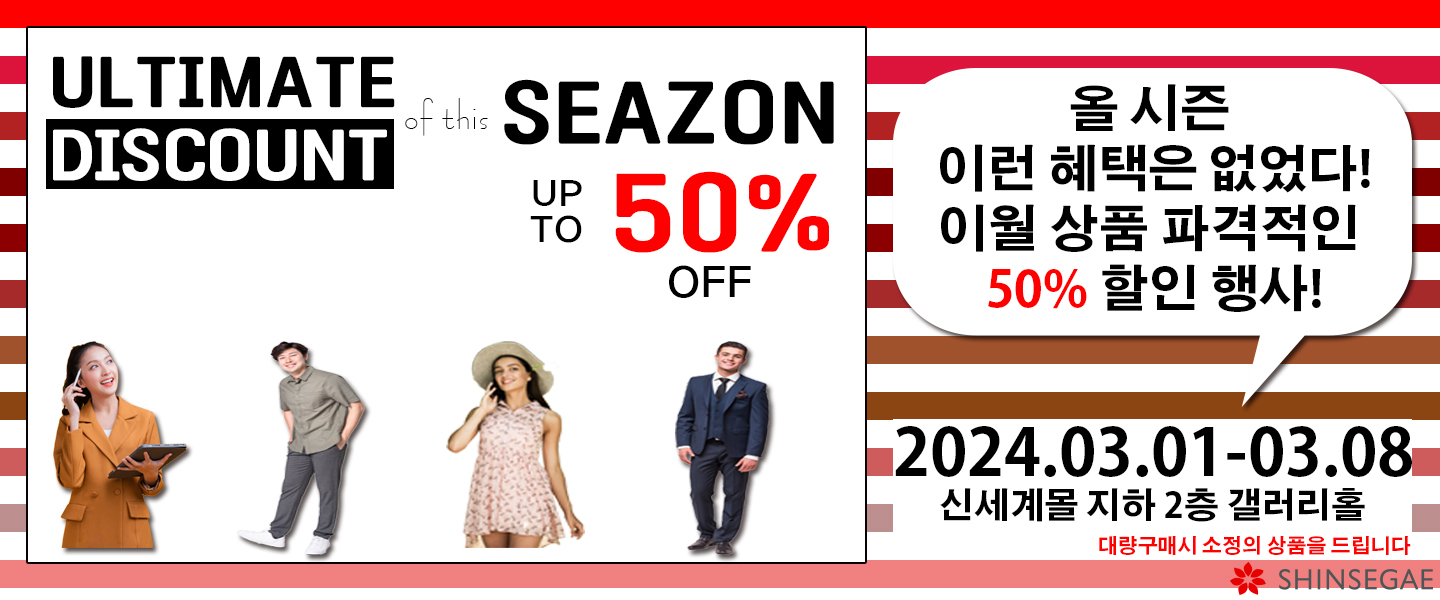 ULTIMATE
DISCOUNT
of this
SEAZON
UP
TO
50%
OFF
올 시즌
이런 혜택은 없었다!
이월 상품 파격적인
50% 할인 행사!
2024.03.01-03.08
신세계몰 지하 2층 갤러리홀
대량구매시 소정의 상품을 드립니다
SHINSEGAE